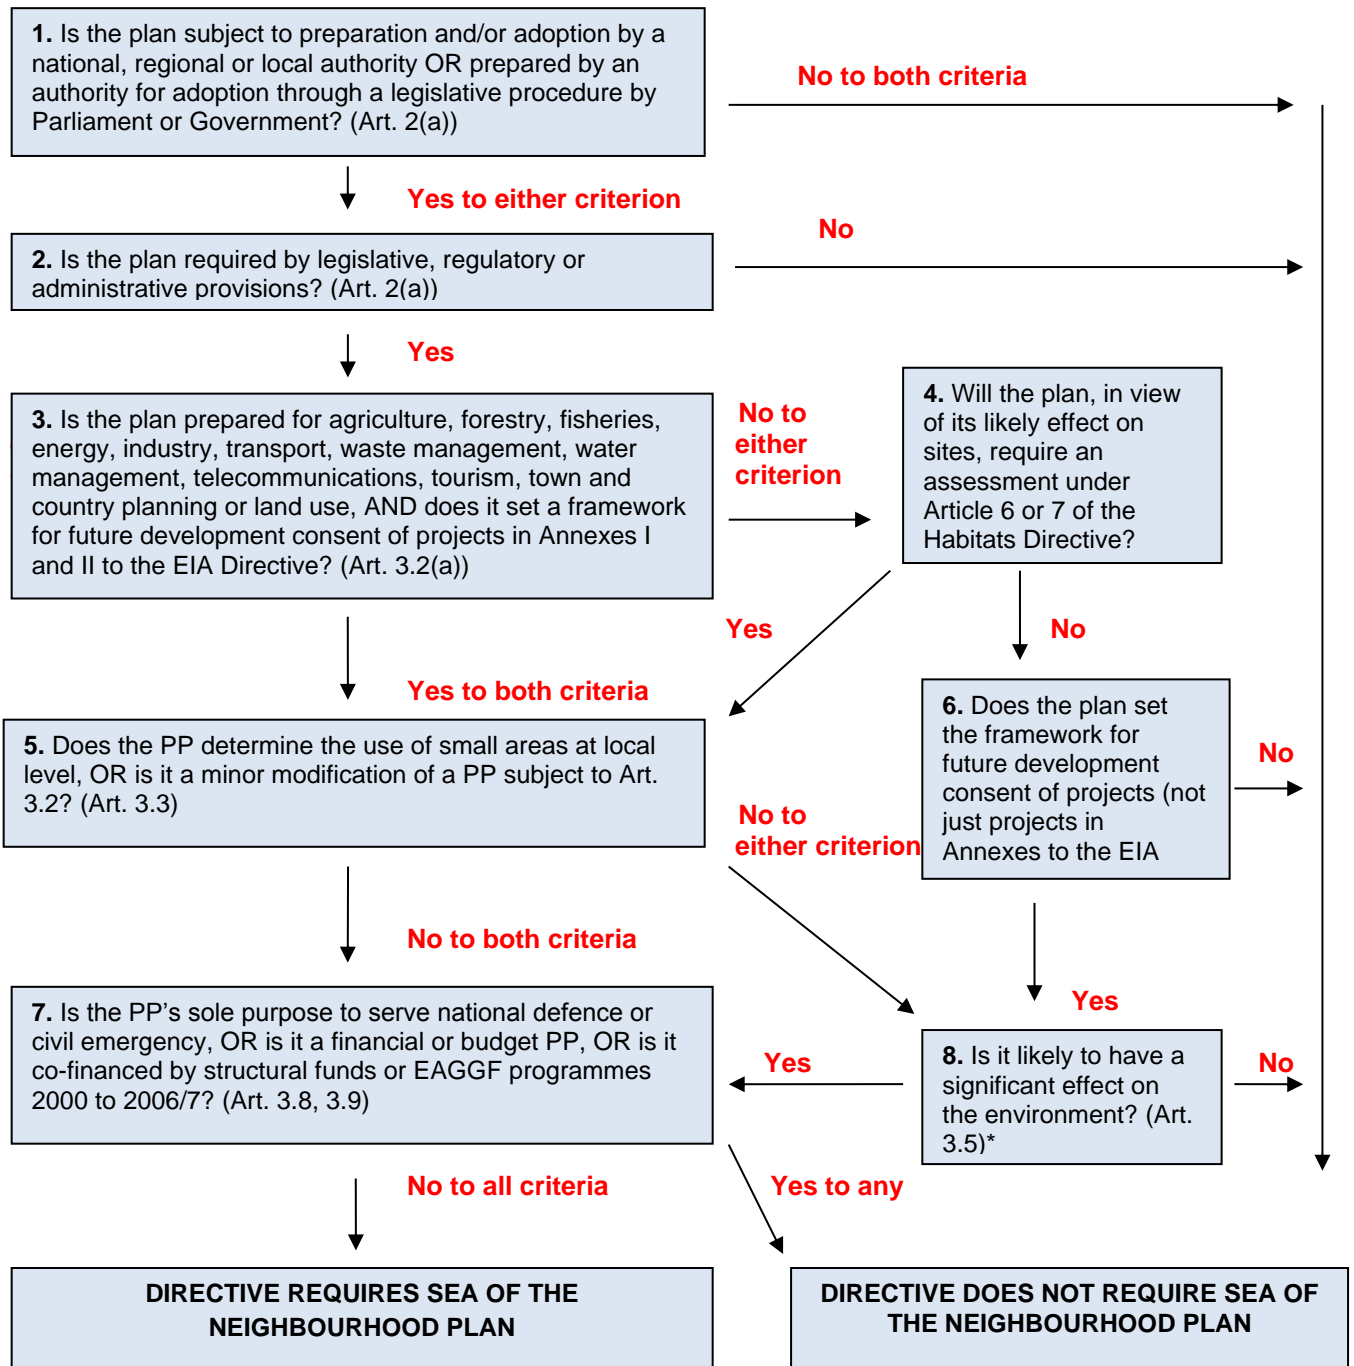 1. Is the plan subject to preparation and/or adoption by a
national, regional or local authority OR prepared by an
authority for adoption through a legislative procedure by
Parliament or Government? (Art. 2(a))
No to both criteria
Yes to either criterion
2. Is the plan required by legislative, regulatory or
administrative provisions? (Art. 2(a))
No
Yes
3. Is the plan prepared for agriculture, forestry, fisheries,
energy, industry, transport, waste management, water
management, telecommunications, tourism, town and
country planning or land use, AND does it set a framework
for future development consent of projects in Annexes I
and II to the EIA Directive? (Art. 3.2(a))
No to
either
criterion
4. Will the plan, in view
of its likely effect on
sites, require an
assessment under
Article 6 or 7 of the
Habitats Directive?
Yes
No
Yes to both criteria
5. Does the PP determine the use of small areas at local
level, OR is it a minor modification of a PP subject to Art.
3.2? (Art. 3.3)
6. Does the plan set
the framework for
future development
consent of projects (not
just projects in
Annexes to the EIA
No
No to
either criterion
No to both criteria
Yes
7. Is the PP’s sole purpose to serve national defence or
civil emergency, OR is it a financial or budget PP, OR is it
co-financed by structural funds or EAGGF programmes
2000 to 2006/7? (Art. 3.8, 3.9)
Yes
8. Is it likely to have a
significant effect on
the environment? (Art.
3.5)*
No
No to all criteria
Yes to any
DIRECTIVE REQUIRES SEA OF THE
NEIGHBOURHOOD PLAN
DIRECTIVE DOES NOT REQUIRE SEA OF
THE NEIGHBOURHOOD PLAN